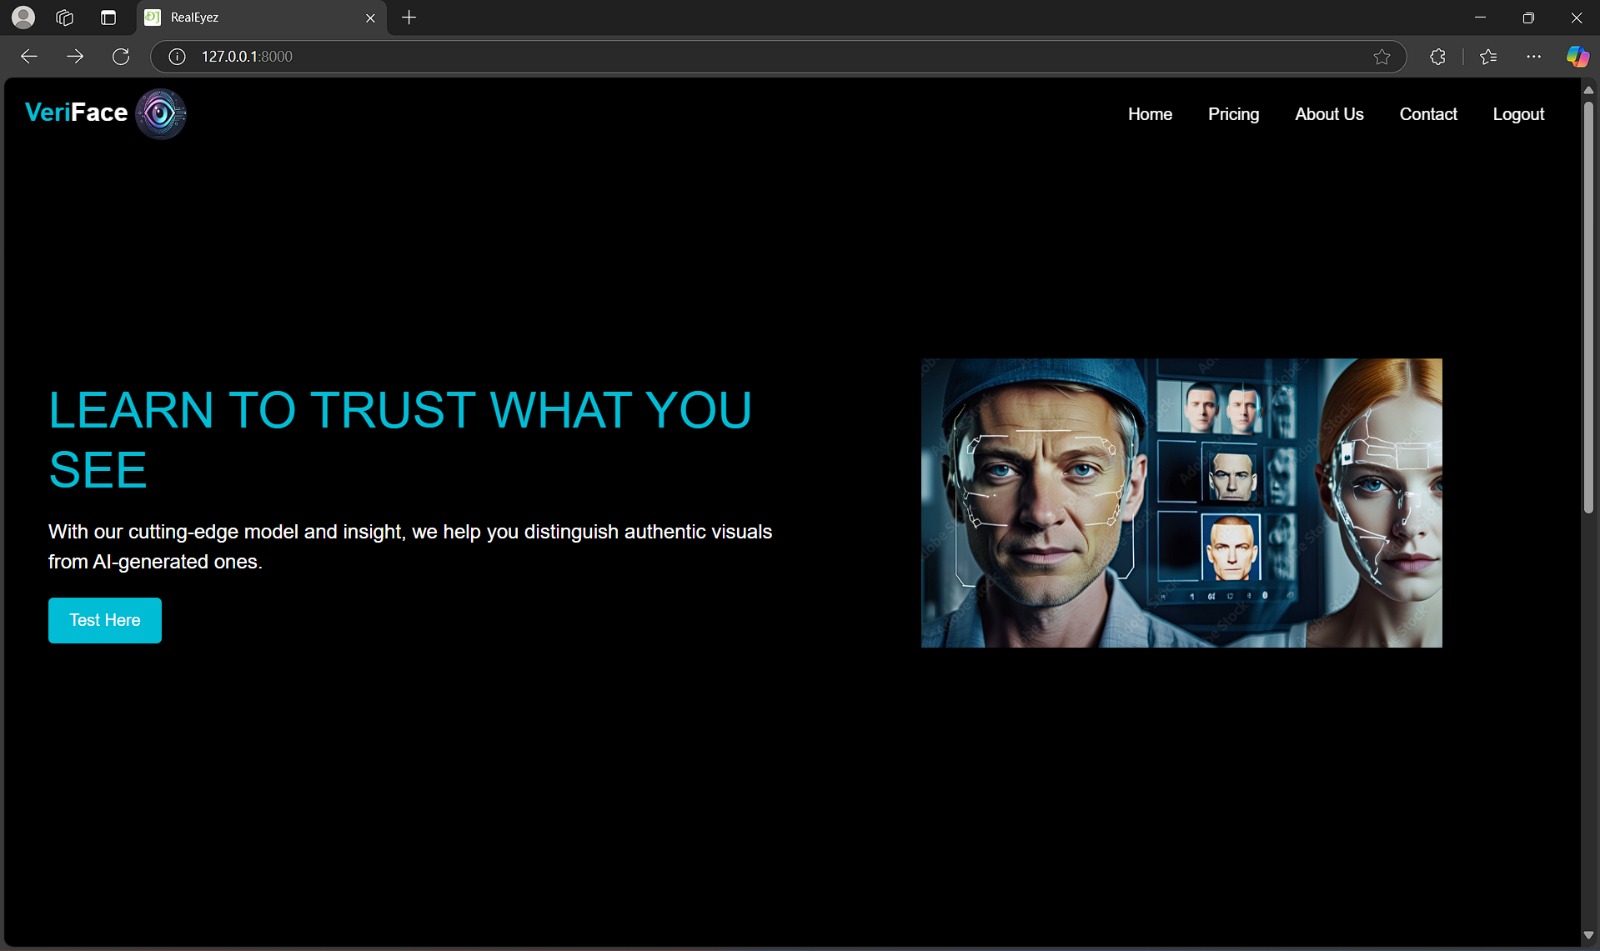 RealEyez
127.0.0.1:8000
VeriFace
Home Pricing About Us Contact Logout
LEARN TO TRUST WHAT YOU
SEE
With our cutting-edge model and insight, we help you distinguish authentic visuals
from AI-generated ones.
Test Here
Adobe Stock